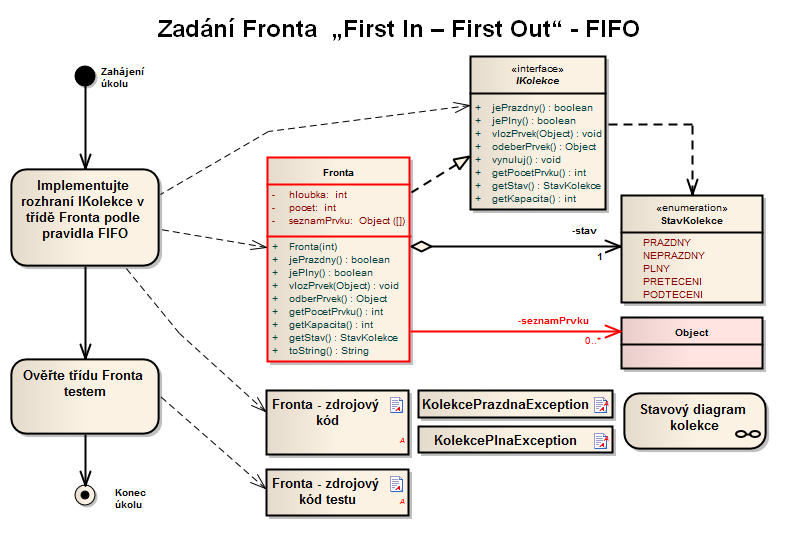 Zadání Fronta „First In – First Out“ - FIFO
Zahájení
úkolu
Implementujte
rozhraní IKolekce v
třídě Fronta podle
pravidla FIFO
Ověřte třídu Fronta
testem
Konec
úkolu
«interface»
IKolekce
+ jePrazdny() : boolean
+ jePlny() : boolean
+ vlozPrvek(Object) : void
+ odeberPrvek() : Object
+ vynuluj() : void
+ getPocetPrvku() : int
+ getStav() : StavKolekce
+ getKapacita() : int
Fronta
- hloubka: int
- pocet: int
- seznamPrvku: Object ([])
+ Fronta(int)
+ jePrazdny() : boolean
+ jePlny() : boolean
+ vlozPrvek(Object) : void
+ odberPrvek() : Object
+ getPocetPrvku() : int
+ getKapacita() : int
+ getStav() : StavKolekce
+ toString() : String
-stav
1
«enumeration»
StavKolekce
PRAZDNY
NEPRAZDNY
PLNY
PRETECENI
PODTECENI
-seznamPrvku
0..*
Object
Fronta - zdrojový
kód
A
KolekcePrazdnaException
KolekcePlnaException
Stavový diagram
kolekce
Fronta - zdrojový
kód testu
A